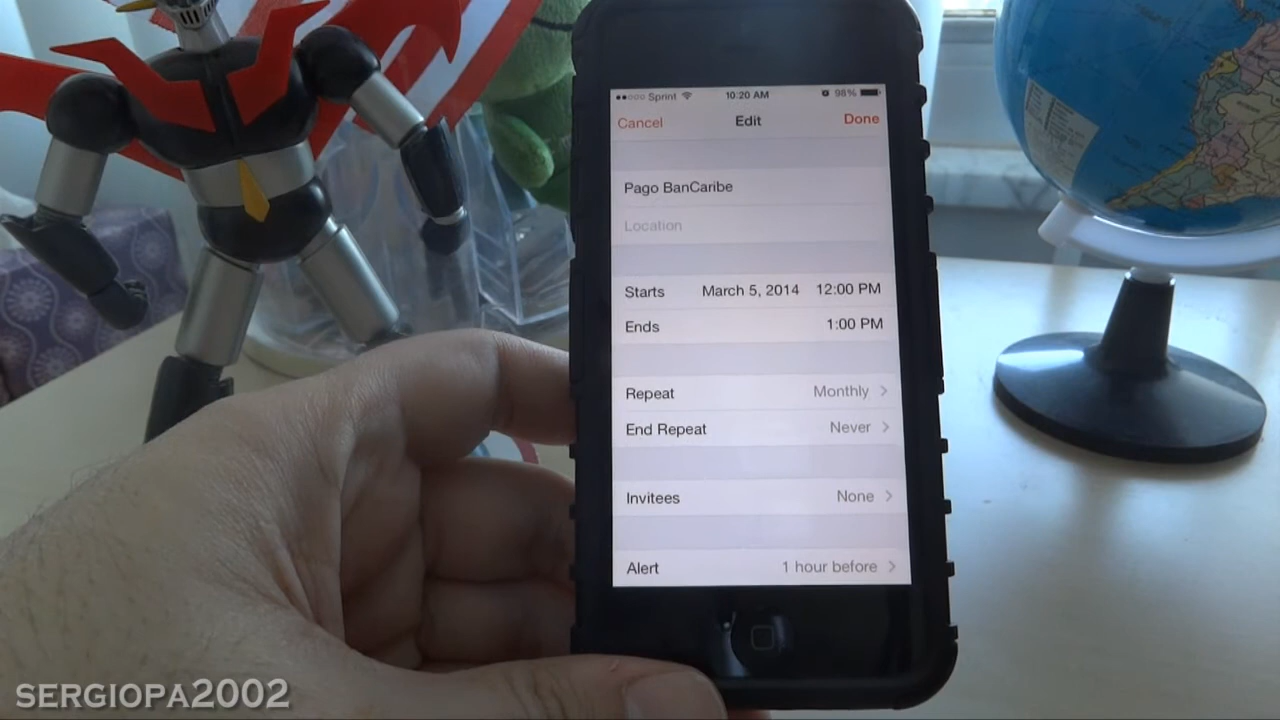 Sprint 10:20 AM 98%
Cancel Edit Done
Pago BanCaribe
Location
Starts March 5, 2014 12:00 PM
Ends 1:00 PM
Repeat Monthly
End Repeat Never
Invitees None
Alert 1 hour before
SERGIOPA2002